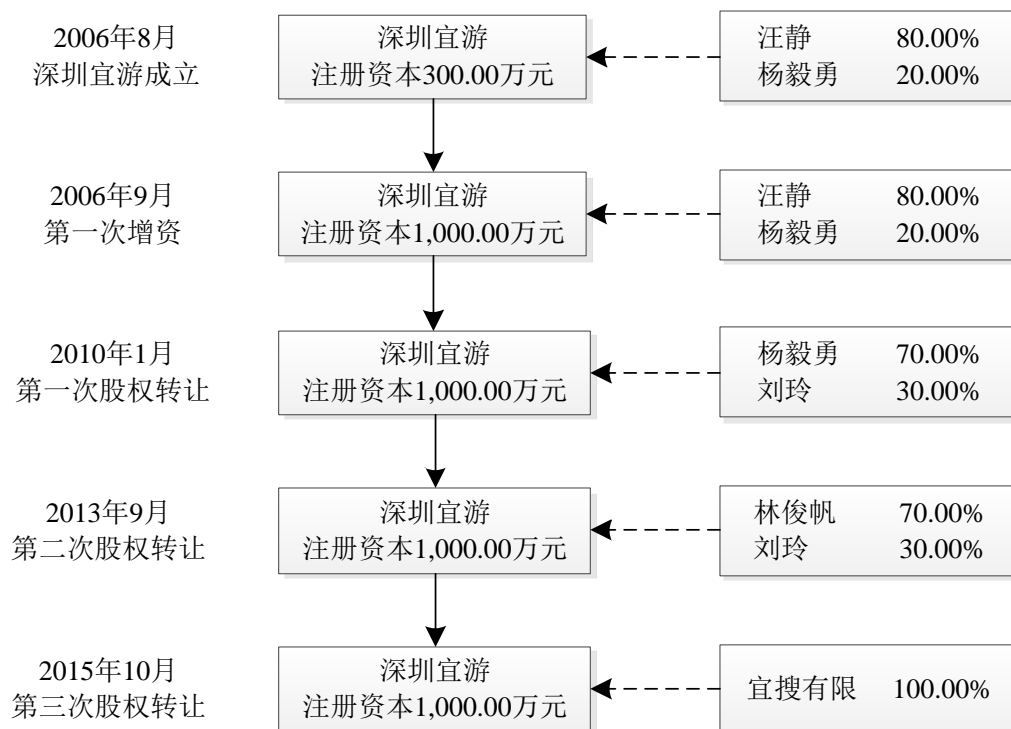 2006年8月
深圳宜游成立
深圳宜游
注册资本300.00万元
汪静 80.00%
杨毅勇 20.00%
2006年9月
第一次增资
深圳宜游
注册资本1,000.00万元
汪静 80.00%
杨毅勇 20.00%
2010年1月
第一次股权转让
深圳宜游
注册资本1,000.00万元
杨毅勇 70.00%
刘玲 30.00%
2013年9月
第二次股权转让
深圳宜游
注册资本1,000.00万元
林俊帆 70.00%
刘玲 30.00%
2015年10月
第三次股权转让
深圳宜游
注册资本1,000.00万元
宜搜有限 100.00%